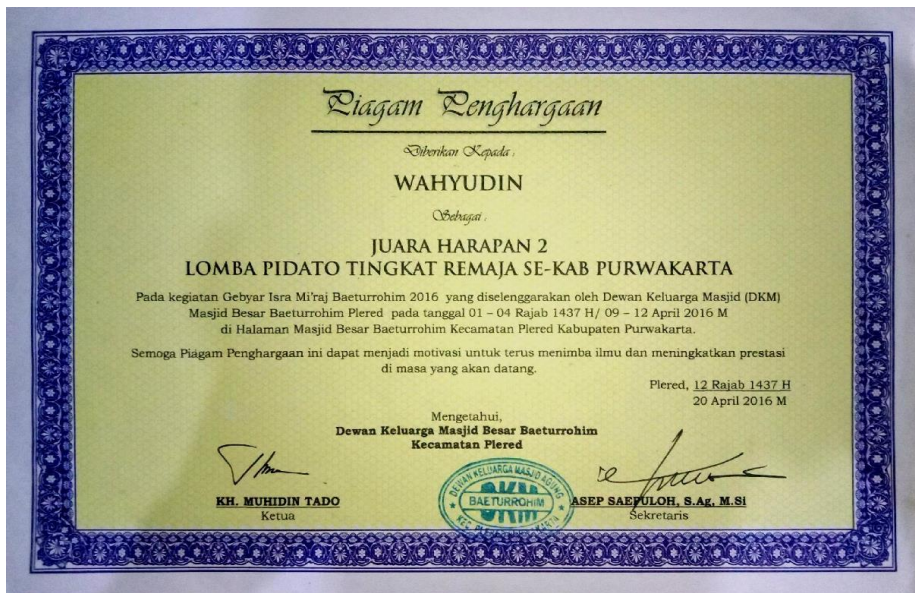 Piagam Penghargaan
Diberikan Kepada :
WAHYUDIN
Sebagai :
JUARA HARAPAN 2
LOMBA PIDATO TINGKAT REMAJA SE-KAB PURWAKARTA
Pada kegiatan Gebyar Isra Mi'raj Baeturrohim 2016 yang diselenggarakan oleh Dewan Keluarga Masjid (DKM)
Masjid Besar Baeturrohim Plered pada tanggal 01 – 04 Rajab 1437 H/ 09 – 12 April 2016 M
di Halaman Masjid Besar Baeturrohim Kecamatan Plered Kabupaten Purwakarta.
Semoga Piagam Penghargaan ini dapat menjadi motivasi untuk terus menimba ilmu dan meningkatkan prestasi
di masa yang akan datang.
Plered, 12 Rajab 1437 H
20 April 2016 M
Mengetahui,
Dewan Keluarga Masjid Besar Baeturrohim
Kecamatan Plered
DEWAN KELUARGA MASJID AGUNG
DKM
BAETURROHIM
KEC.
KH. MUHIDIN TADO
Ketua
ASEP SAEPULOH, S.Ag, M.Si
Sekretaris